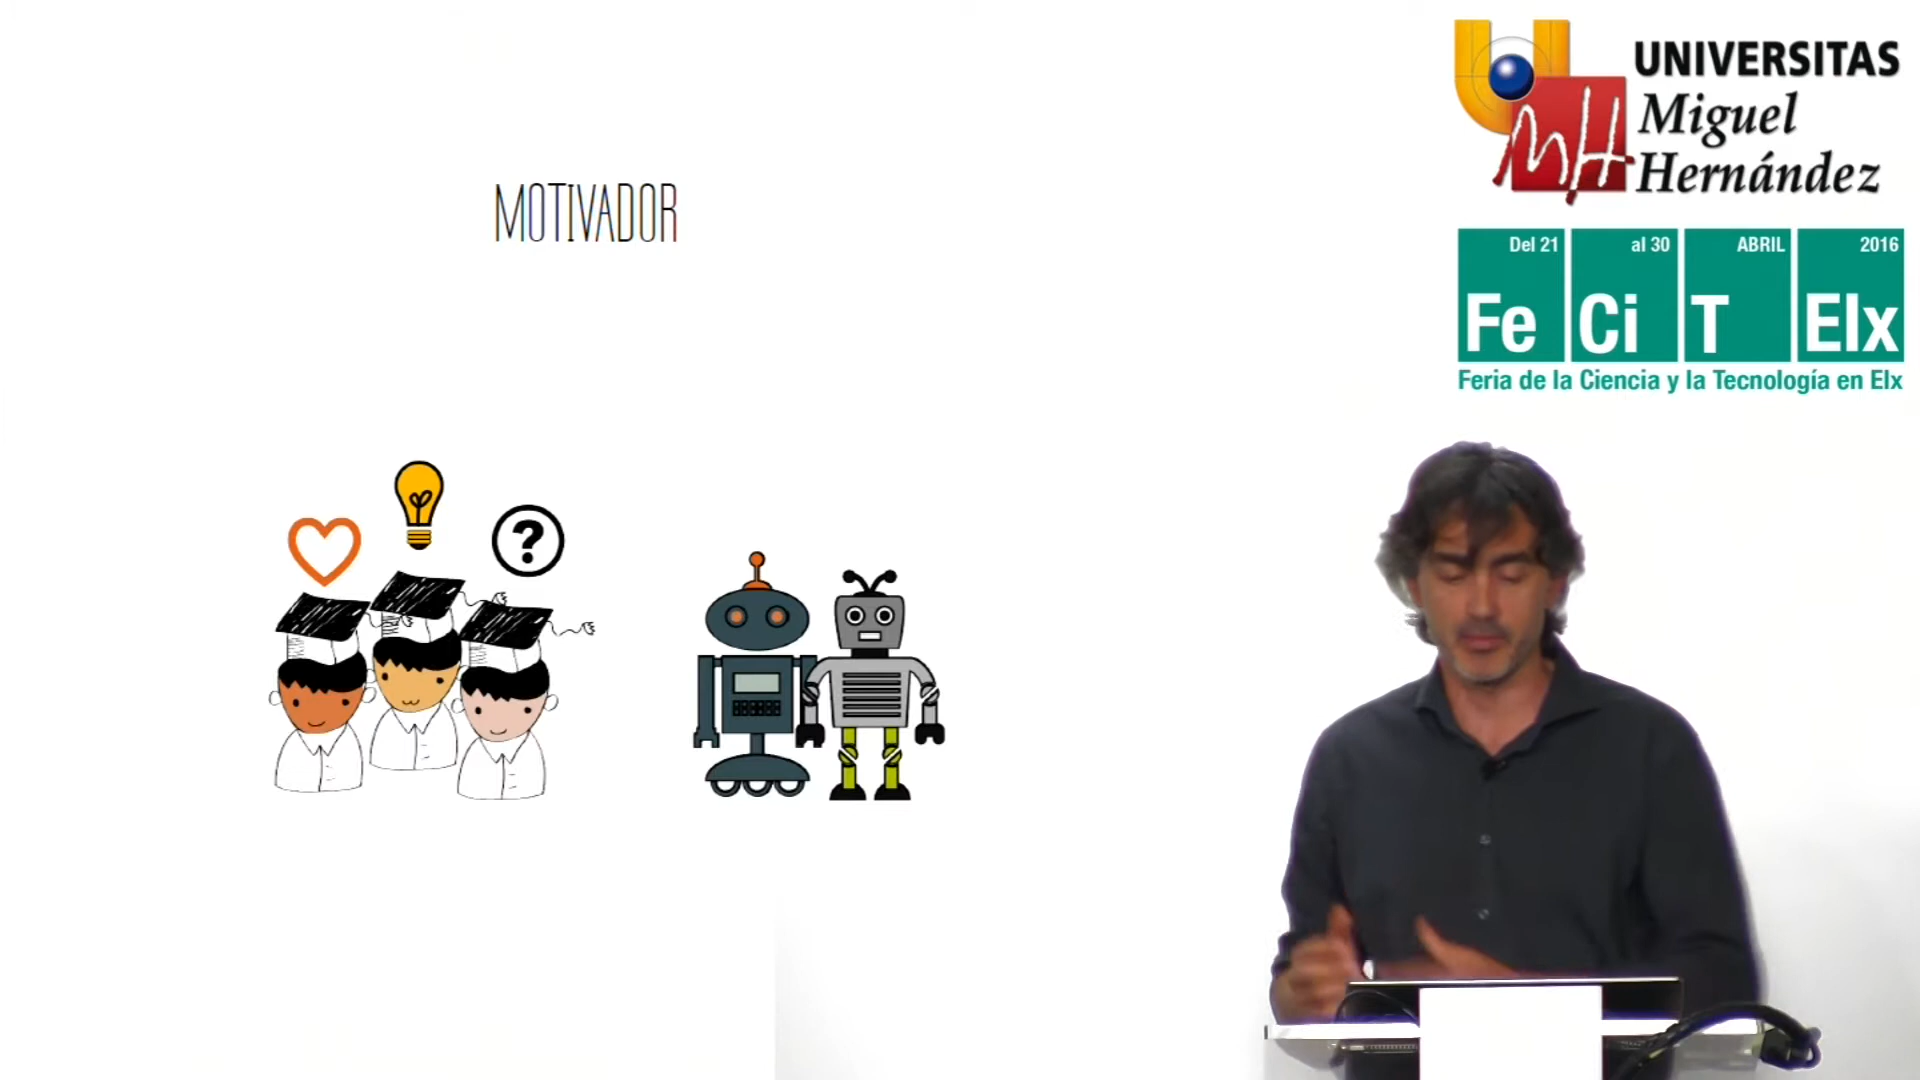 MOTIVADOR
UNIVERSITAS
Miguel
Hernández
Del 21 al 30 ABRIL 2016
Fe Ci T Elx
Feria de la Ciencia y la Tecnología en Elx
?